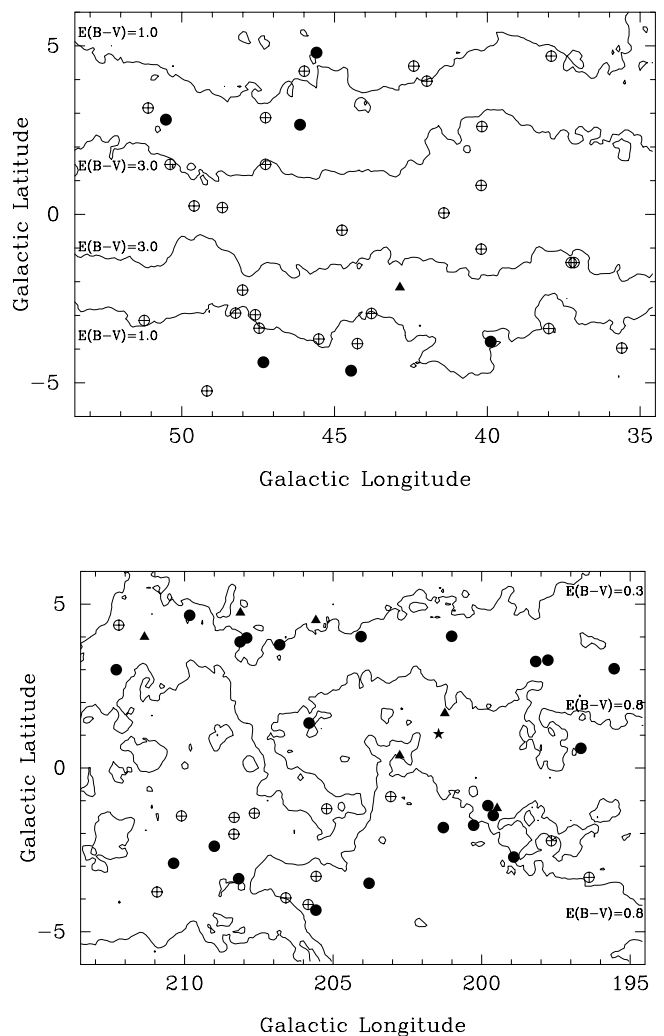 E(B−V)=1.0
E(B−V)=3.0
E(B−V)=3.0
E(B−V)=1.0
5
0
−5
50
45
40
35
Galactic Latitude
Galactic Longitude
E(B−V)=0.3
E(B−V)=0.8
E(B−V)=0.8
5
0
−5
210
205
200
195
Galactic Latitude
Galactic Longitude